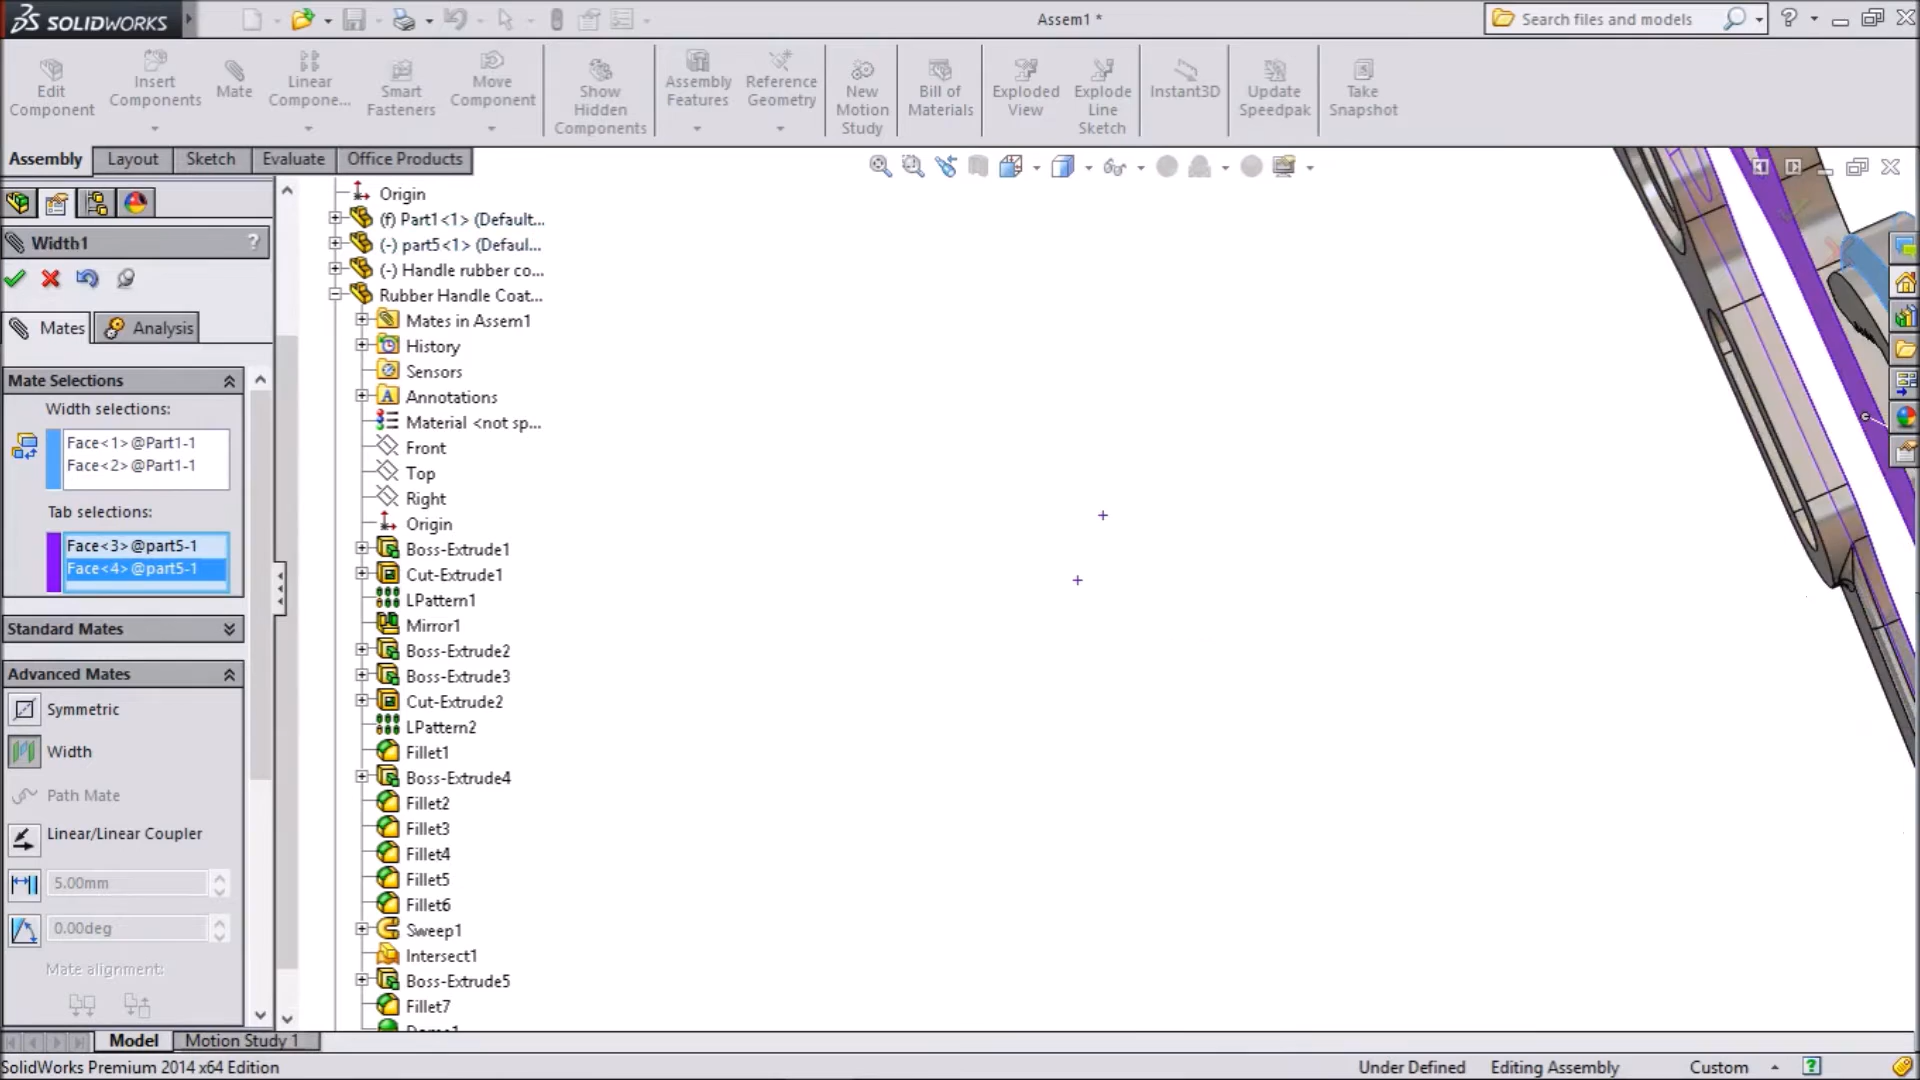 SOLIDWORKS
Assem1 *
Search files and models
Edit Component
Insert Components
Mate
Linear Compone...
Smart Fasteners
Move Component
Show Hidden Components
Assembly Features
Reference Geometry
New Motion Study
Bill of Materials
Exploded View
Explode Line Sketch
Instant3D
Update Speedpak
Take Snapshot
Assembly
Layout
Sketch
Evaluate
Office Products
Width1
?
Mates
Analysis
Mate Selections
Width selections:
Face<1>@Part1-1
Face<2>@Part1-1
Tab selections:
Face<3>@part5-1
Face<4>@part5-1
Standard Mates
Advanced Mates
Symmetric
Width
Path Mate
Linear/Linear Coupler
5.00mm
0.00deg
Mate alignment:
Origin
(f) Part1<1> (Default...
(-) part5<1> (Defaul...
(-) Handle rubber co...
Rubber Handle Coat...
Mates in Assem1
History
Sensors
Annotations
Material <not sp...
Front
Top
Right
Origin
Boss-Extrude1
Cut-Extrude1
LPattern1
Mirror1
Boss-Extrude2
Boss-Extrude3
Cut-Extrude2
LPattern2
Fillet1
Boss-Extrude4
Fillet2
Fillet3
Fillet4
Fillet5
Fillet6
Sweep1
Intersect1
Boss-Extrude5
Fillet7
Model
Motion Study 1
SolidWorks Premium 2014 x64 Edition
Under Defined
Editing Assembly
Custom